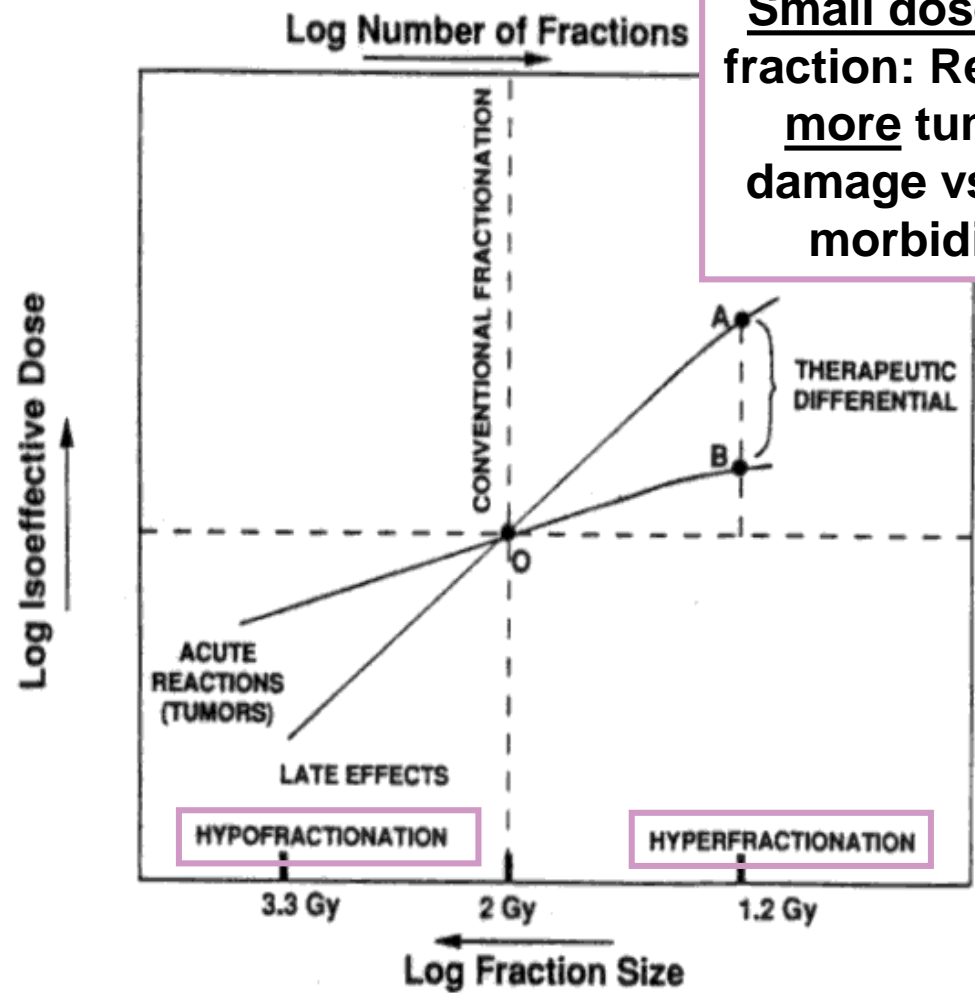 Log Number of Fractions
Small dose
fraction: Re
more tu
damage vs
morbidi
CONVENTIONAL FRACTIONATION
Log Isoeffective Dose
A
THERAPEUTIC
DIFFERENTIAL
B
O
ACUTE
REACTIONS
(TUMORS)
LATE EFFECTS
HYPOFRACTIONATION
HYPERFRACTIONATION
3.3 Gy
2 Gy
1.2 Gy
Log Fraction Size